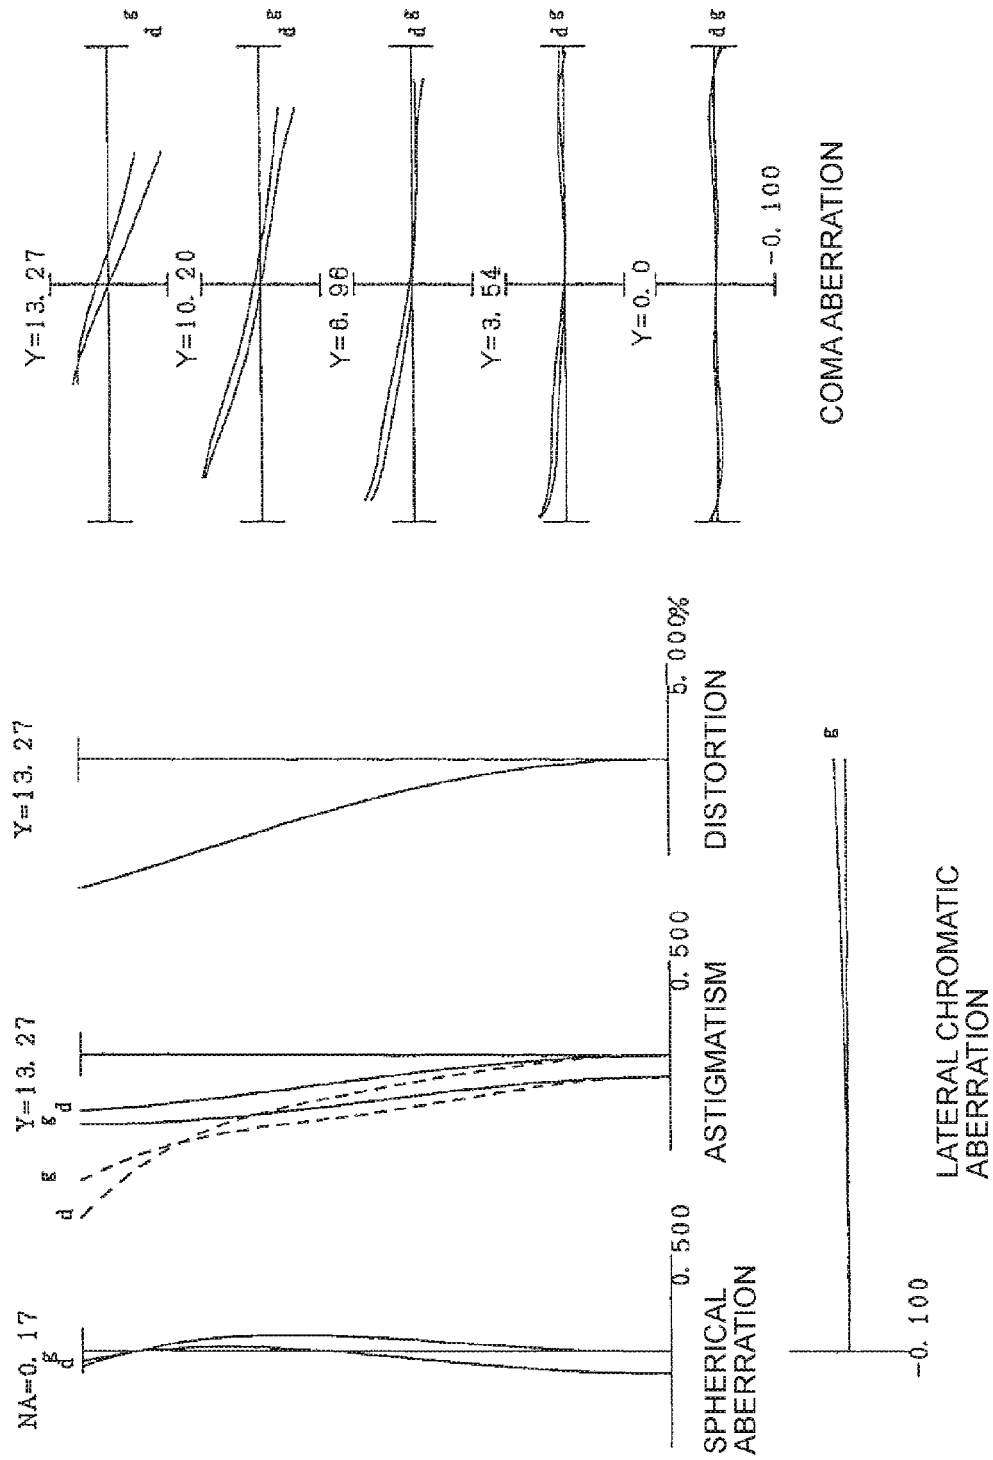 NA=0. 17
d g
0. 500
SPHERICAL
ABERRATION
Y=13. 27
d g g d
0. 500
ASTIGMATISM
Y=13. 27
5. 000%
DISTORTION
Y=13. 27
d g
Y=10. 20
d g
Y=6. 96
d g
Y=3. 54
d g
Y=0. 0
d g
-0. 100
COMA ABERRATION
g
-0. 100
LATERAL CHROMATIC
ABERRATION